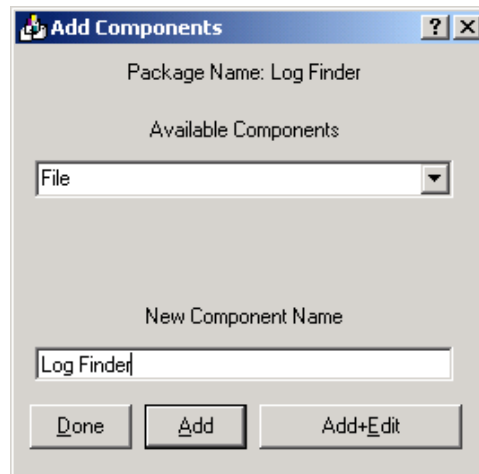 Add Components
Package Name: Log Finder
Available Components
File
New Component Name
Log Finder
Done Add Add+Edit